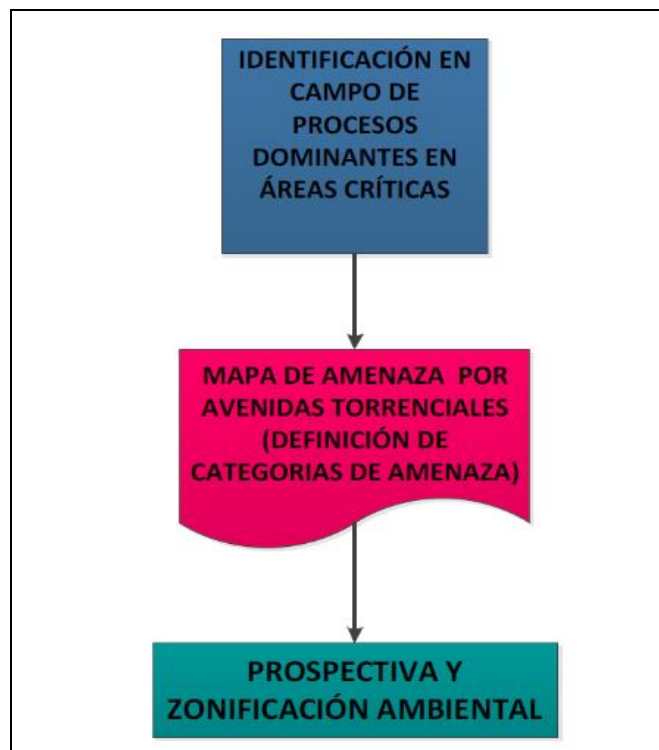 IDENTIFICACIÓN EN
CAMPO DE
PROCESOS
DOMINANTES EN
ÁREAS CRÍTICAS
MAPA DE AMENAZA POR
AVENIDAS TORRENCIALES
(DEFINICIÓN DE
CATEGORIAS DE AMENAZA)
PROSPECTIVA Y
ZONIFICACIÓN AMBIENTAL